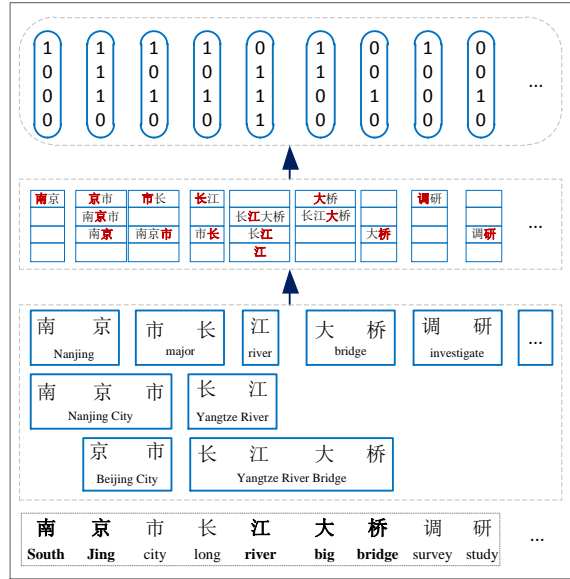 1 1 1 1 0 1 0 1 0
0 1 0 0 1 1 0 0 0
0 1 1 1 1 0 1 0 1 ...
0 0 0 0 1 0 0 0 0
南京 京市 市长 长江 大桥 调研
南京市 长江大桥 长江大桥
南京 南京市 市长 长江 大桥 调研 ...
江
南 京 市 长 江 大 桥 调 研 ...
Nanjing major river bridge investigate
南 京 市 长 江
Nanjing City Yangtze River
京 市 长 江 大 桥
Beijing City Yangtze River Bridge
南 京 市 长 江 大 桥 调 研 ...
South Jing city long river big bridge survey study